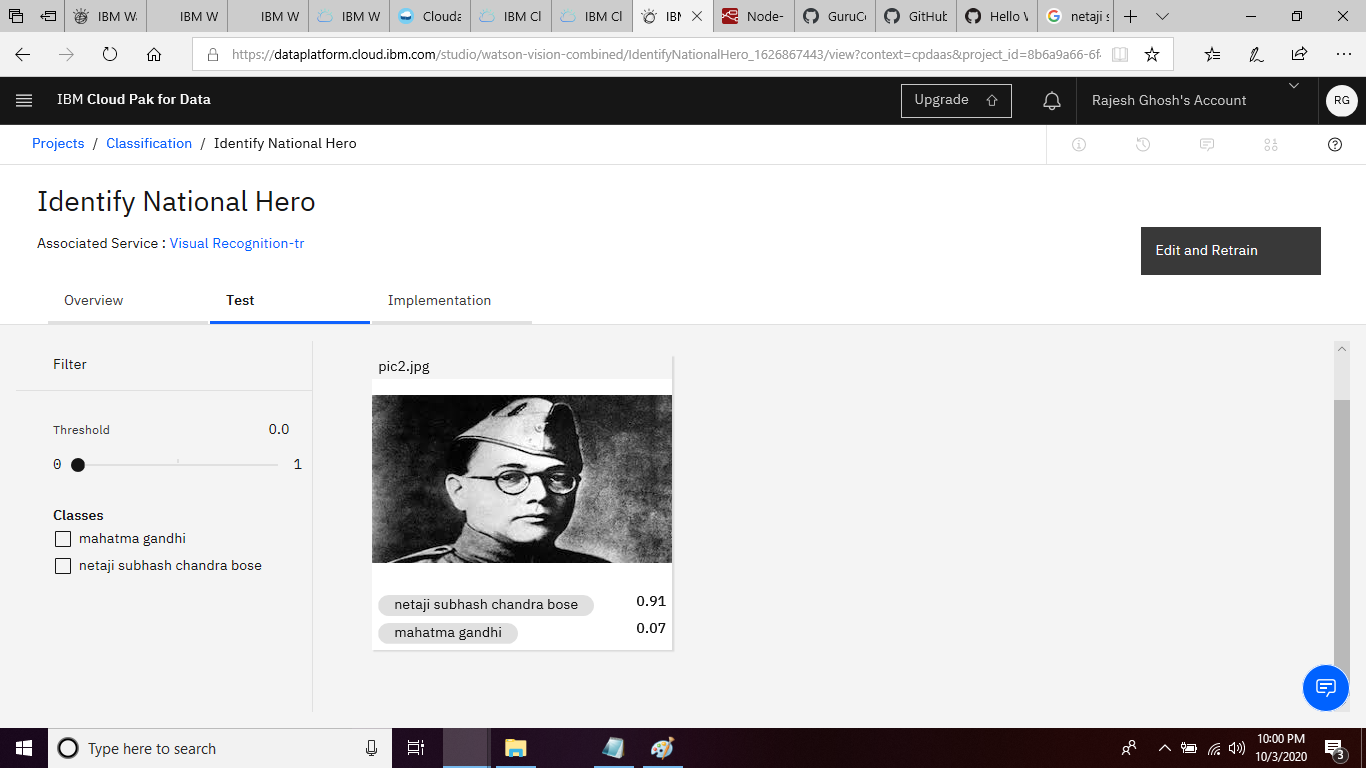 IBM W
IBM W
IBM W
IBM W
Clouda
IBM Cl
IBM Cl
IBM
Node-
GuruC
GitHub
Hello W
netaji s
https://dataplatform.cloud.ibm.com/studio/watson-vision-combined/IdentifyNationalHero_1626867443/view?context=cpdaas&project_id=8b6a9a66-6f
IBM Cloud Pak for Data
Upgrade
Rajesh Ghosh's Account
RG
Projects / Classification / Identify National Hero
Identify National Hero
Associated Service : Visual Recognition-tr
Edit and Retrain
Overview
Test
Implementation
Filter
pic2.jpg
Threshold 0.0
0 1
Classes
mahatma gandhi
netaji subhash chandra bose
netaji subhash chandra bose 0.91
mahatma gandhi 0.07
Type here to search
10:00 PM
10/3/2020
3